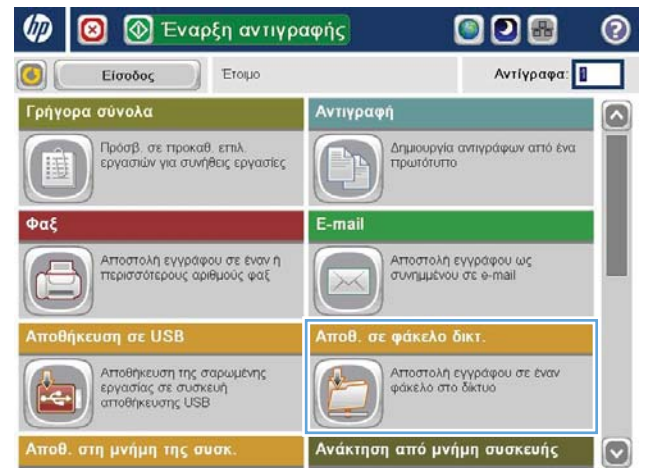 hp
Έναρξη αντιγραφής
?
Είσοδος
Έτοιμο
Αντίγραφα: 1
Γρήγορα σύνολα
Πρόσβ. σε προκαθ. επιλ.
εργασιών για συνήθεις εργασίες
Αντιγραφή
Δημιουργία αντιγράφων από ένα
πρωτότυπο
Φαξ
Αποστολή εγγράφου σε έναν ή
περισσότερους αριθμούς φαξ
E-mail
Αποστολή εγγράφου ως
συνημμένου σε e-mail
Αποθήκευση σε USB
Αποθήκευση της σαρωμένης
εργασίας σε συσκευή
αποθήκευσης USB
Αποθ. σε φάκελο δικτ.
Αποστολή εγγράφου σε έναν
φάκελο στο δίκτυο
Αποθ. στη μνήμη της συσκ.
Ανάκτηση από μνήμη συσκευής